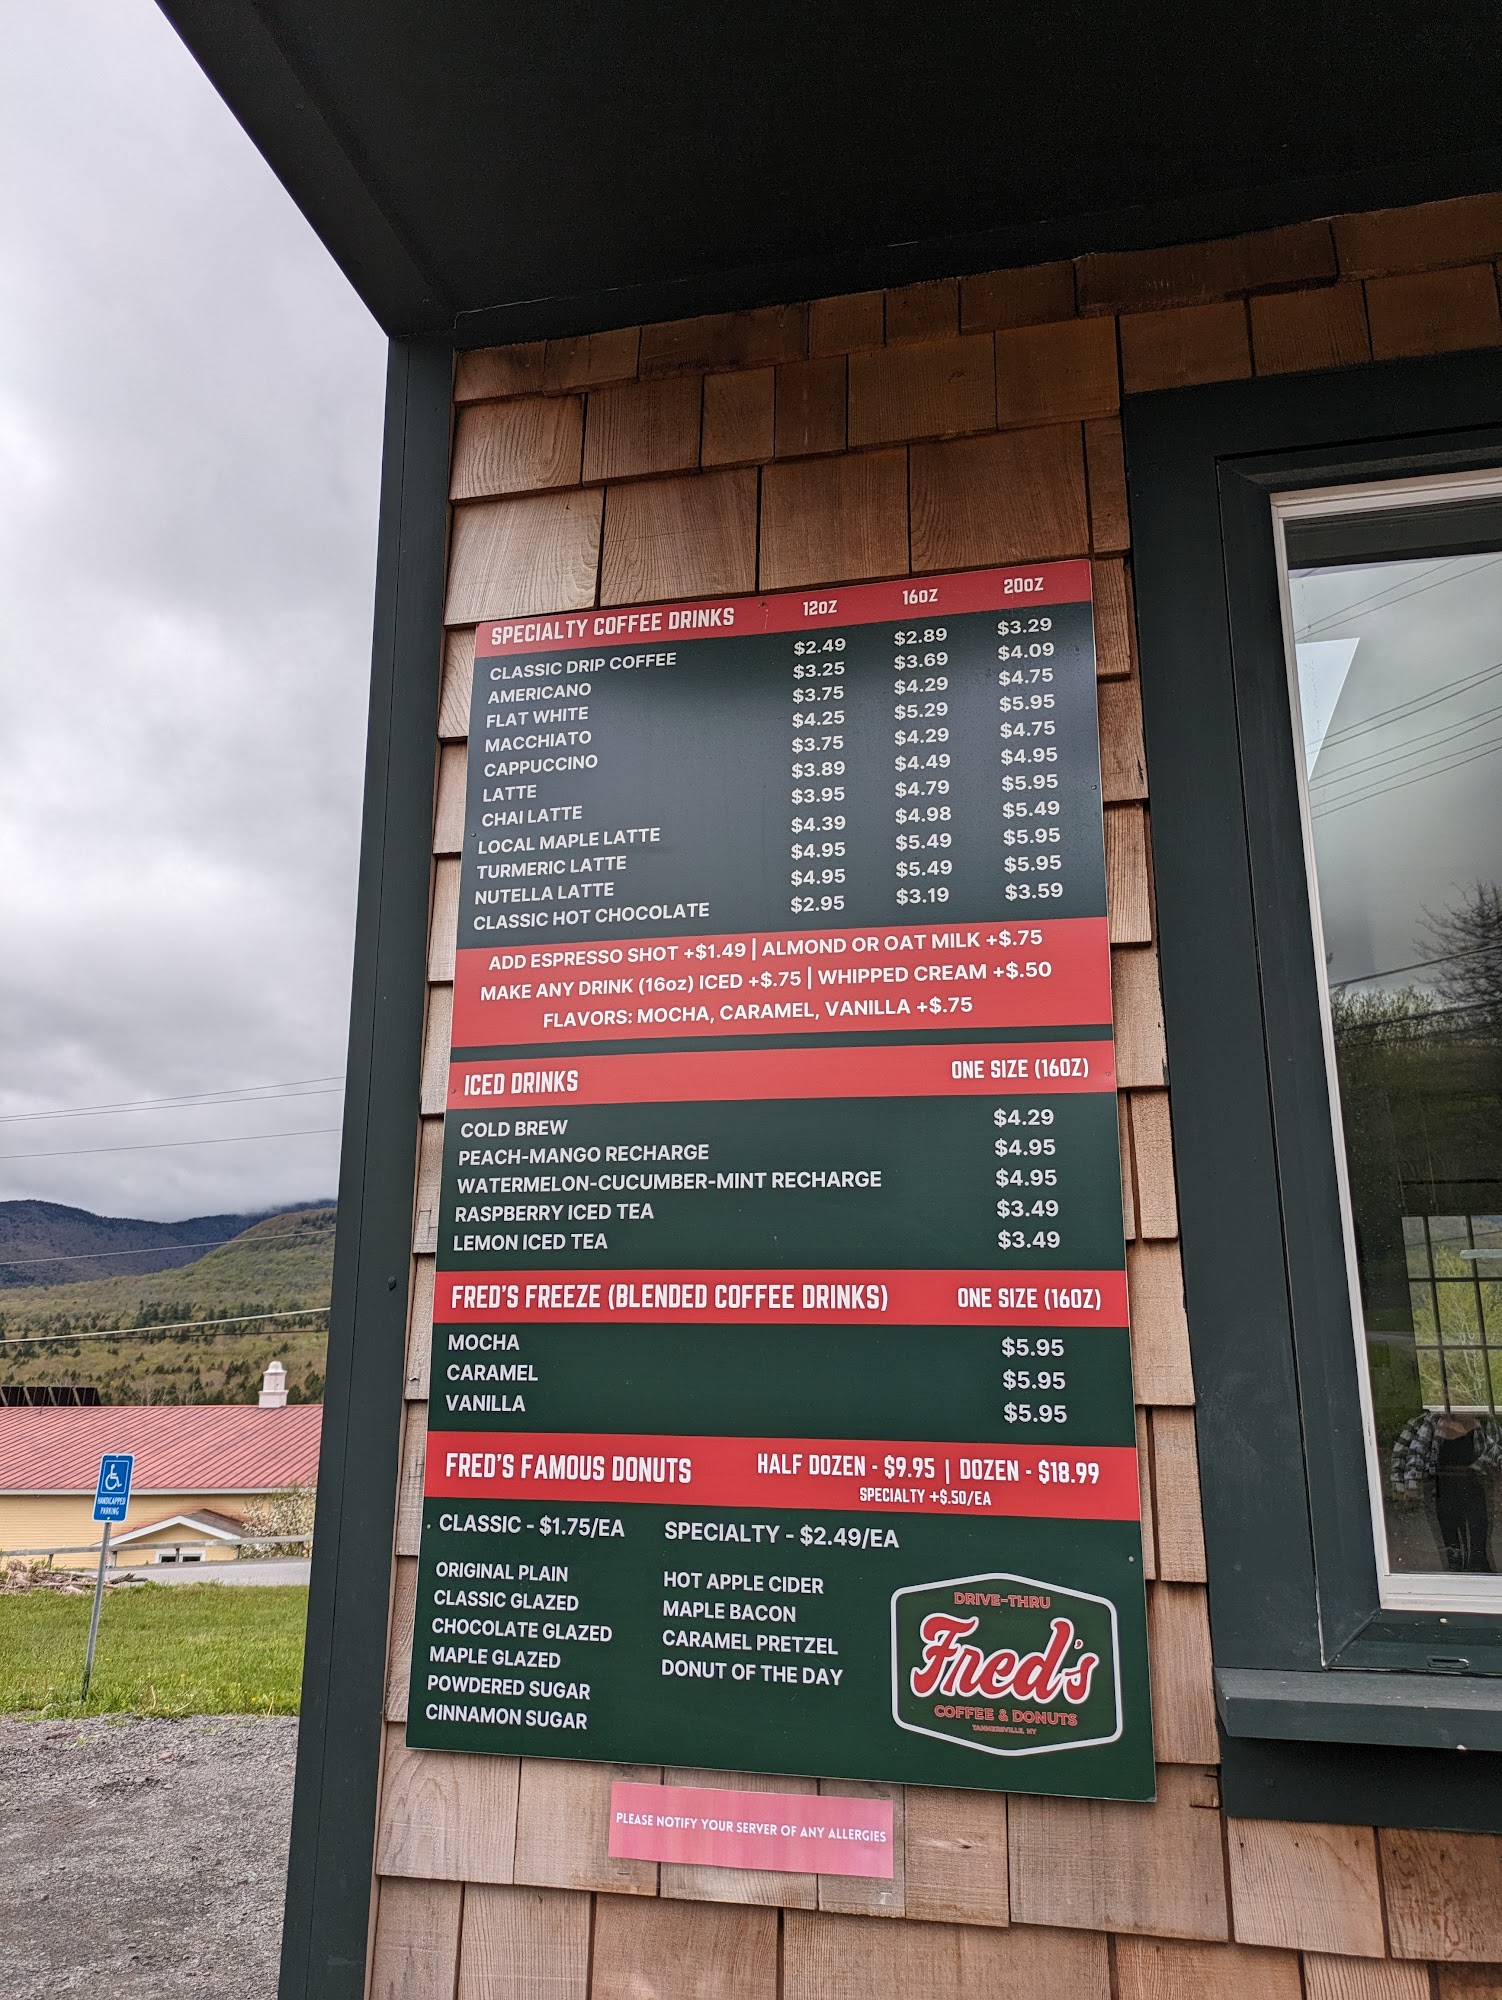 SPECIALTY COFFEE DRINKS 12OZ 16OZ 20OZ
CLASSIC DRIP COFFEE $2.49 $2.89 $3.29
AMERICANO $3.25 $3.69 $4.09
FLAT WHITE $3.75 $4.29 $4.75
MACCHIATO $4.25 $5.29 $5.95
CAPPUCCINO $3.75 $4.29 $4.75
LATTE $3.89 $4.49 $4.95
CHAI LATTE $3.95 $4.79 $5.95
LOCAL MAPLE LATTE $4.39 $4.98 $5.49
TURMERIC LATTE $4.95 $5.49 $5.95
NUTELLA LATTE $4.95 $5.49 $5.95
CLASSIC HOT CHOCOLATE $2.95 $3.19 $3.59
ADD ESPRESSO SHOT +$1.49 | ALMOND OR OAT MILK +$.75
MAKE ANY DRINK (16oz) ICED +$.75 | WHIPPED CREAM +$.50
FLAVORS: MOCHA, CARAMEL, VANILLA +$.75
ICED DRINKS ONE SIZE (16OZ)
COLD BREW $4.29
PEACH-MANGO RECHARGE $4.95
WATERMELON-CUCUMBER-MINT RECHARGE $4.95
RASPBERRY ICED TEA $3.49
LEMON ICED TEA $3.49
FRED'S FREEZE (BLENDED COFFEE DRINKS) ONE SIZE (16OZ)
MOCHA $5.95
CARAMEL $5.95
VANILLA $5.95
FRED'S FAMOUS DONUTS HALF DOZEN - $9.95 | DOZEN - $18.99
SPECIALTY +$.50/EA
CLASSIC - $1.75/EA
ORIGINAL PLAIN
CLASSIC GLAZED
CHOCOLATE GLAZED
MAPLE GLAZED
POWDERED SUGAR
CINNAMON SUGAR
SPECIALTY - $2.49/EA
HOT APPLE CIDER
MAPLE BACON
CARAMEL PRETZEL
DONUT OF THE DAY
DRIVE-THRU
Fred's
COFFEE & DONUTS
TANNERSVILLE, NY
PLEASE NOTIFY YOUR SERVER OF ANY ALLERGIES
HANDICAPPED
PARKING